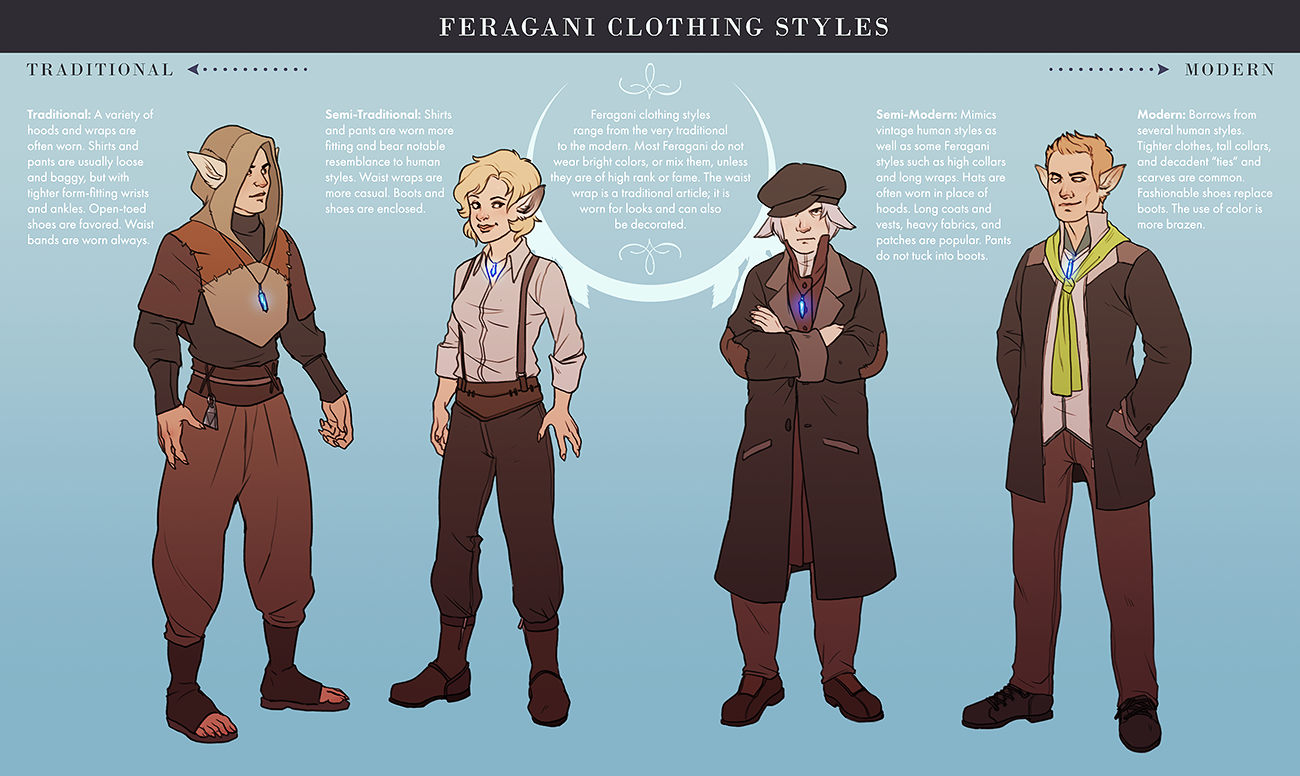 FERAGANI CLOTHING STYLES
TRADITIONAL
MODERN
Traditional: A variety of
hoods and wraps are
often worn. Shirts and
pants are usually loose
and baggy, but with
tighter form-fitting wrists
and ankles. Open-toed
shoes are favored. Waist
bands are worn always.
Semi-Traditional: Shirts
and pants are worn more
fitting and bear notable
resemblance to human
styles. Waist wraps are
more casual. Boots and
shoes are enclosed.
Feragani clothing styles
range from the very traditional
to the modern. Most Feragani do not
wear bright colors, or mix them, unless
they are of high rank or fame. The waist
wrap is a traditional article; it is
worn for looks and can also
be decorated.
Semi-Modern: Mimics
vintage human styles as
well as some Feragani
styles such as high collars
and long wraps. Hats are
often worn in place of
hoods. Long coats and
vests, heavy fabrics, and
patches are popular. Pants
do not tuck into boots.
Modern: Borrows from
several human styles.
Tighter clothes, tall collars,
and decadent “ties” and
scarves are common.
Fashionable shoes replace
boots. The use of color is
more brazen.